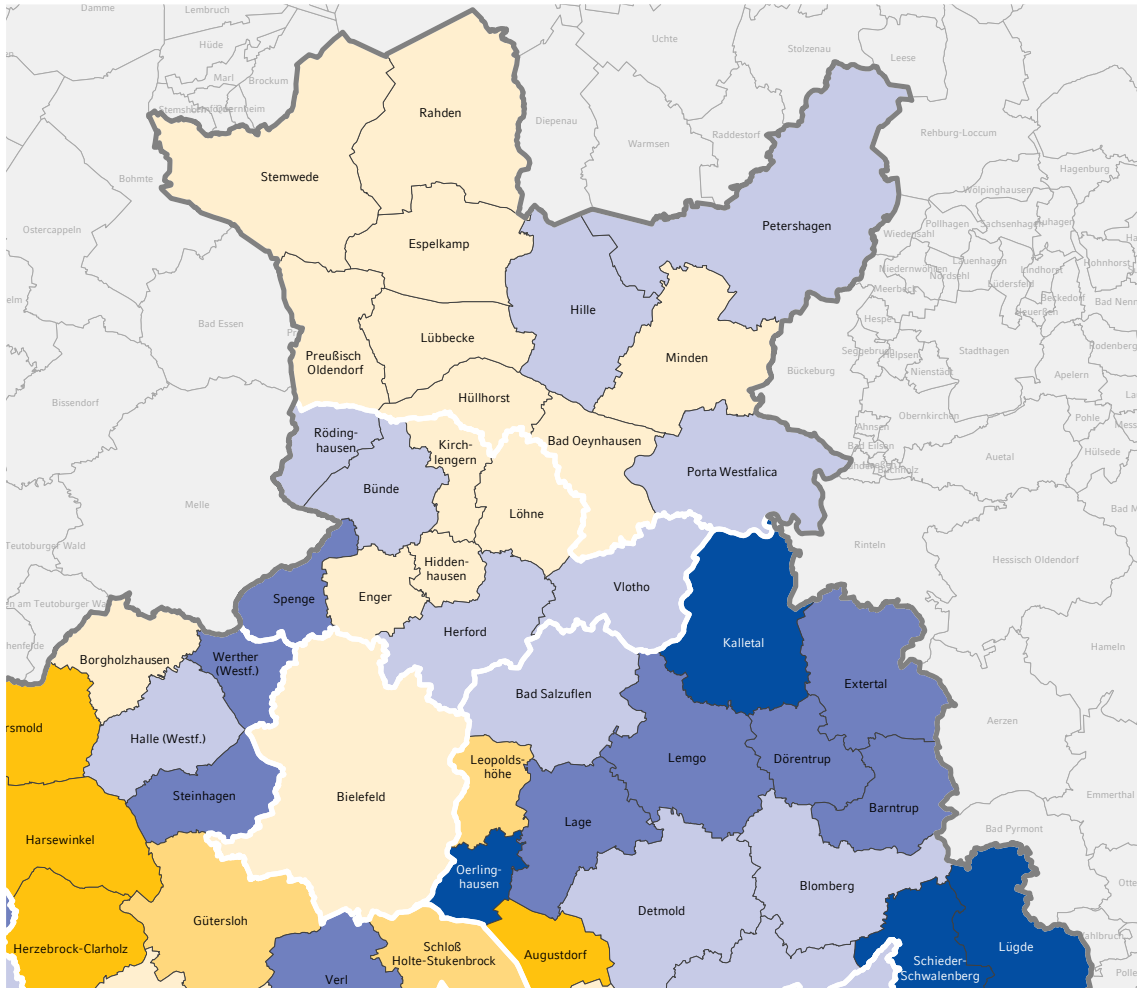 Damme
Lembruch
Hüde
Marl
Brockum
Uchte
Stolzenau
Leese
Rahden
Diepenau
Warmsen
Raddestorf
Rehburg-Loccum
Bohmte
Stemwede
Hagenburg
Wölpinghausen
Ostercappeln
Espelkamp
Petershagen
Pollhagen
Sachsenhagen
Wiedensahl
Lauenhagen
Niedernwöhren
Nordsehl
Lindhorst
Hohnhorst
Meerbeck
Lüdersfeld
Beckedorf
Bad Nenn
Bad Essen
Hille
Hespe
Lübbecke
Preußisch
Oldendorf
Minden
Seggebruch
Helpsen
Nienstädt
Stadthagen
Rodenberg
Bückeburg
Apelern
Bissendorf
Hüllhorst
Obernkirchen
Pohle
Ahnsen
Röding-
hausen
Kirch-
lengern
Bad Oeynhausen
Bad Eilsen
Auetal
Hülsede
Buchholz
Porta Westfalica
Bünde
Melle
Löhne
Rinteln
Teutoburger Wald
Hessisch Oldendorf
Hidden-
hausen
Spenge
Enger
Vlotho
Herford
Kalletal
Hameln
Borgholzhausen
Werther
(Westf.)
Extertal
Bad Salzuflen
Aerzen
rsmold
Halle (Westf.)
Leopolds-
höhe
Lemgo
Dörentrup
Steinhagen
Bielefeld
Barntrup
Emmerthal
Lage
Bad Pyrmont
Harsewinkel
Oerling-
hausen
Blomberg
Detmold
Gütersloh
Herzebrock-Clarholz
Schloß
Holte-Stukenbrock
Augustdorf
Lügde
Schieder-
Schwalenberg
Verl